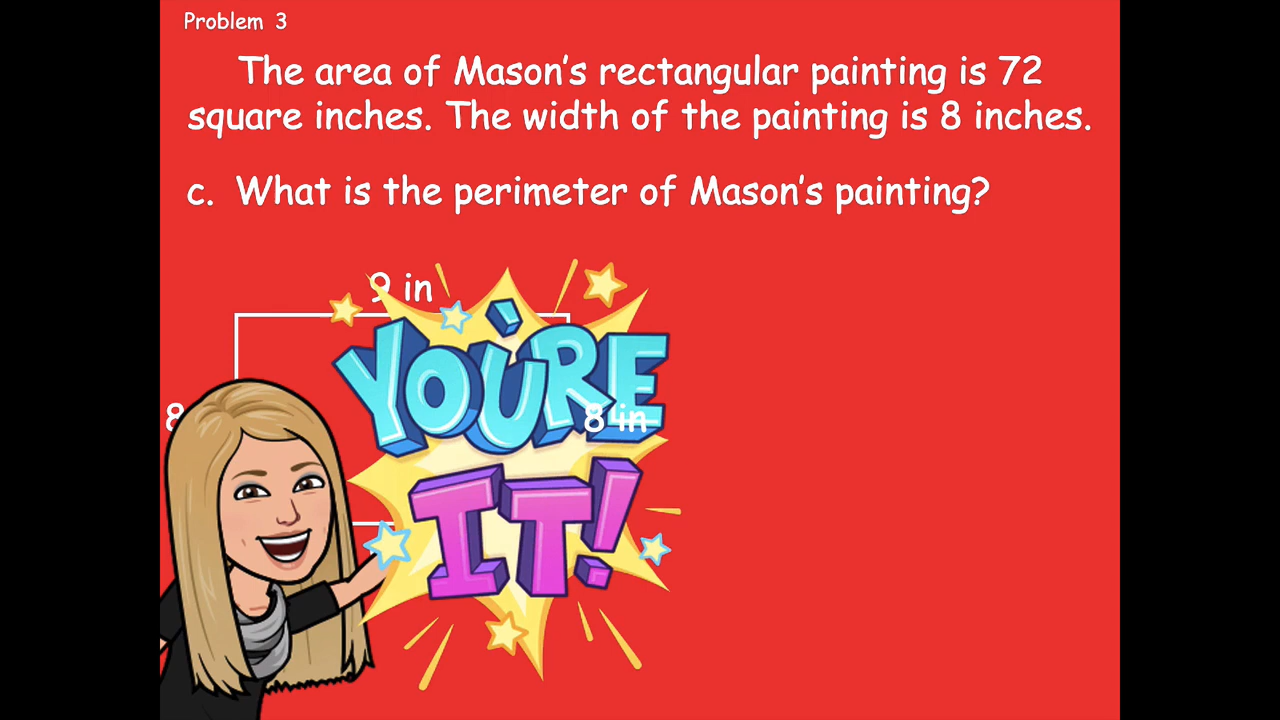 Problem 3
The area of Mason's rectangular painting is 72
square inches. The width of the painting is 8 inches.
c. What is the perimeter of Mason's painting?
9 in
YOU'RE
8
8 in
IT!